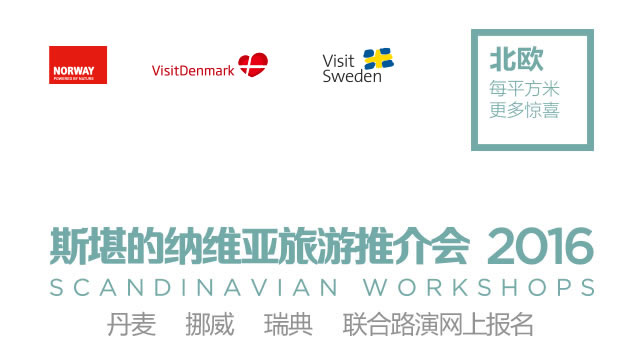 NORWAY
POWERED BY NATURE
VisitDenmark
Visit
Sweden
北欧
每平方米
更多惊喜
斯堪的纳维亚旅游推介会 2016
SCANDINAVIAN WORKSHOPS
丹麦 挪威 瑞典 联合路演网上报名